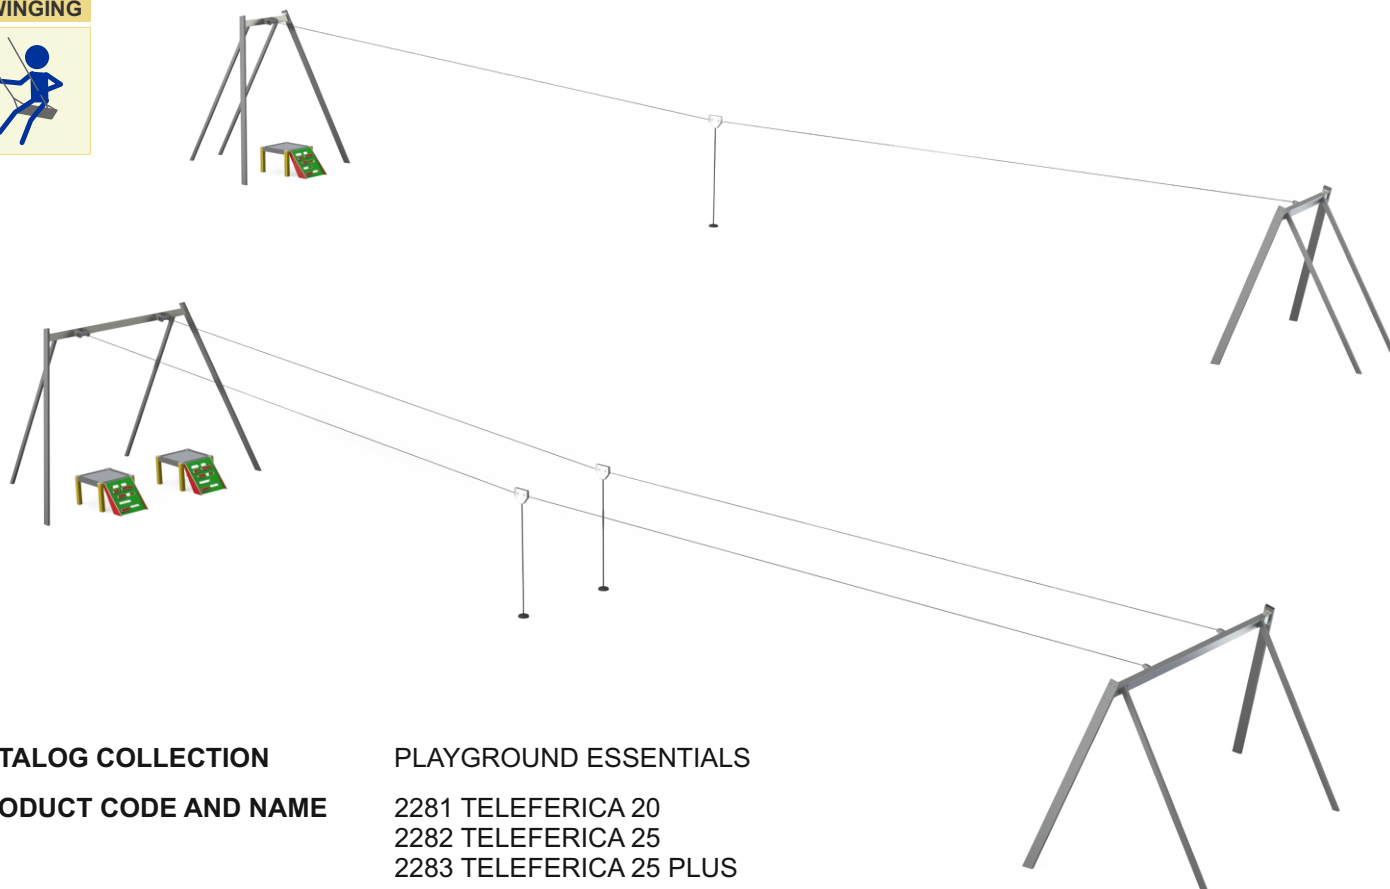 WINGING
TALOG COLLECTION PLAYGROUND ESSENTIALS
ODUCT CODE AND NAME 2281 TELEFERICA 20
2282 TELEFERICA 25
2283 TELEFERICA 25 PLUS